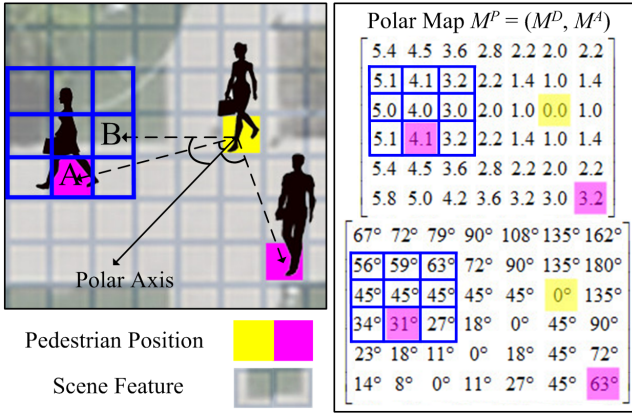 B
A
Polar Axis
Pedestrian Position
Scene Feature
Polar Map M^P = (M^D, M^A)
5.4 4.5 3.6 2.8 2.2 2.0 2.2
5.1 4.1 3.2 2.2 1.4 1.0 1.4
5.0 4.0 3.0 2.0 1.0 0.0 1.0
5.1 4.1 3.2 2.2 1.4 1.0 1.4
5.4 4.5 3.6 2.8 2.2 2.0 2.2
5.8 5.0 4.2 3.6 3.2 3.0 3.2
67° 72° 79° 90° 108° 135° 162°
56° 59° 63° 72° 90° 135° 180°
45° 45° 45° 45° 45° 0° 135°
34° 31° 27° 18° 0° 45° 90°
23° 18° 11° 0° 18° 45° 72°
14° 8° 0° 11° 27° 45° 63°